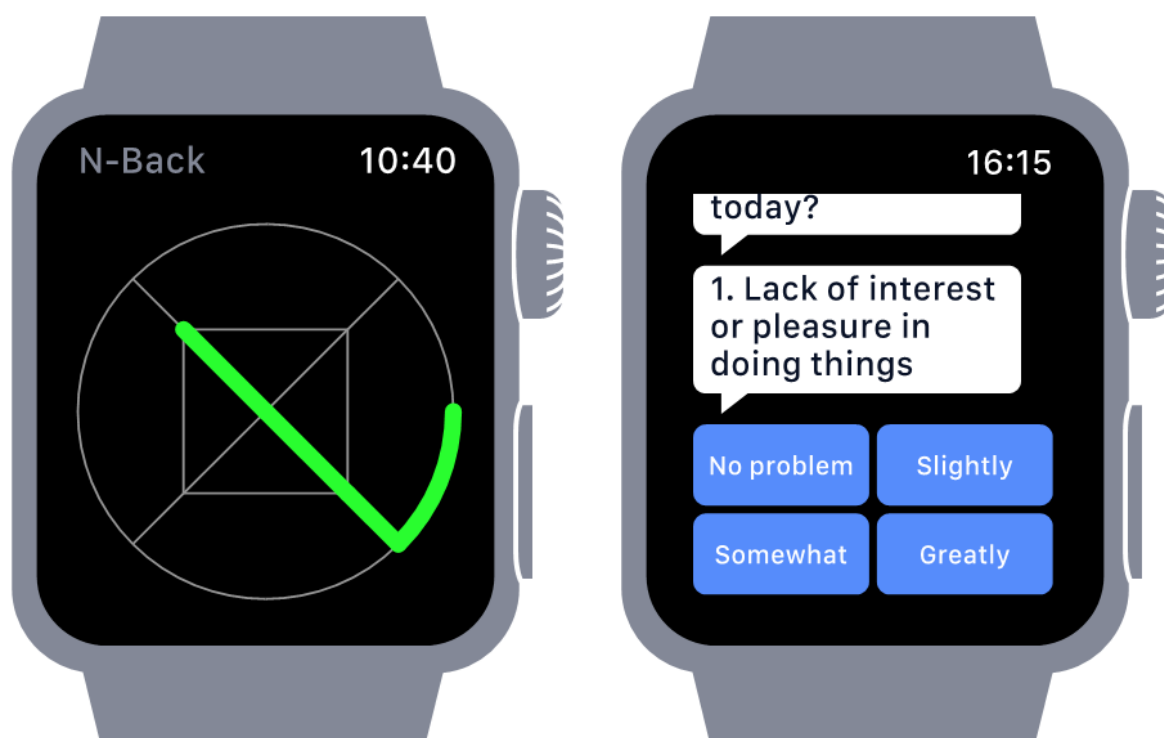 N-Back 10:40
16:15
today?
1. Lack of interest
or pleasure in
doing things
No problem Slightly
Somewhat Greatly